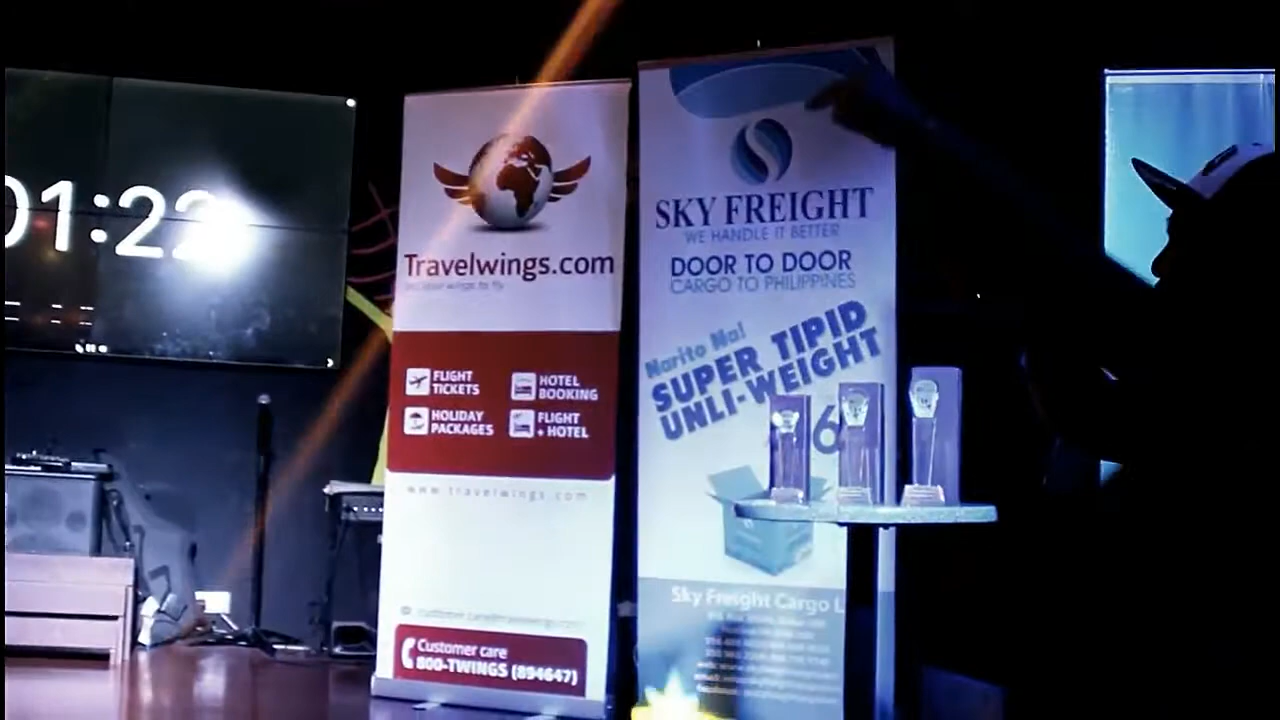 01:22
Travelwings.com
FLIGHT TICKETS
HOTEL BOOKING
HOLIDAY PACKAGES
FLIGHT + HOTEL
www.travelwings.com
Customer care
800-TWINGS (894647)
SKY FREIGHT
WE HANDLE IT BETTER
DOOR TO DOOR
CARGO TO PHILIPPINES
Narito Na!
SUPER TIPID
UNLI-WEIGHT
6
Sky Freight Cargo L